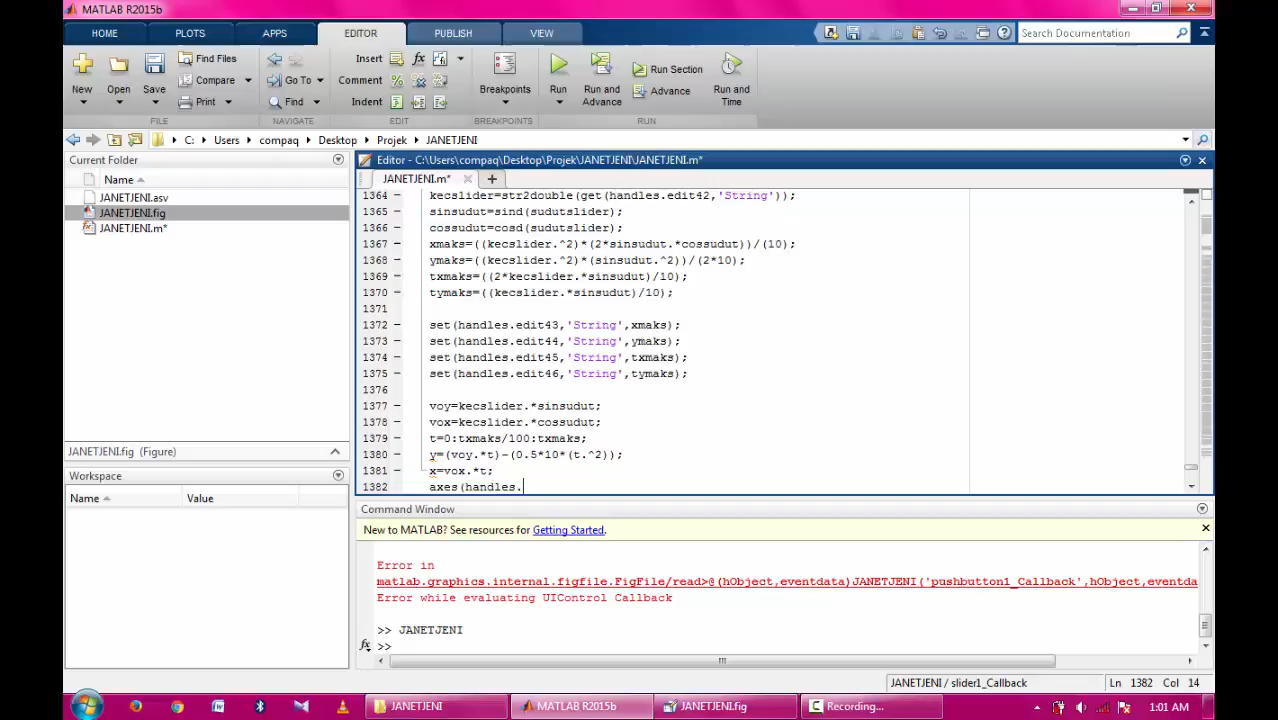 MATLAB R2015b
HOME PLOTS APPS EDITOR PUBLISH VIEW Search Documentation
New Open Save Find Files Compare Print Go To Find Insert fx Comment Indent Breakpoints Run Run and Advance Run Section Advance Run and Time
FILE NAVIGATE EDIT BREAKPOINTS RUN
C: Users compaq Desktop Projek JANETJENI
Current Folder
Name
JANETJENI.asv
JANETJENI.fig
JANETJENI.m*
JANETJENI.fig (Figure)
Workspace
Name Value
Editor - C:\Users\compaq\Desktop\Projek\JANETJENI\JANETJENI.m*
JANETJENI.m*
1364 - kecslider=str2double(get(handles.edit42,'String'));
1365 - sinsudut=sind(sudutslider);
1366 - cossudut=cosd(sudutslider);
1367 - xmaks=((kecslider.^2)*(2*sinsudut.*cossudut))/(10);
1368 - ymaks=((kecslider.^2)*(sinsudut.^2))/(2*10);
1369 - txmaks=((2*kecslider.*sinsudut)/10);
1370 - tymaks=((kecslider.*sinsudut)/10);
1371
1372 - set(handles.edit43,'String',xmaks);
1373 - set(handles.edit44,'String',ymaks);
1374 - set(handles.edit45,'String',txmaks);
1375 - set(handles.edit46,'String',tymaks);
1376
1377 - voy=kecslider.*sinsudut;
1378 - vox=kecslider.*cossudut;
1379 - t=0:txmaks/100:txmaks;
1380 - y=(voy.*t)-(0.5*10*(t.^2));
1381 - x=vox.*t;
1382 axes(handles.
Command Window
New to MATLAB? See resources for Getting Started.
Error in
matlab.graphics.internal.figfile.FigFile/read>@(hObject,eventdata)JANETJENI('pushbutton1_Callback',hObject,eventda
Error while evaluating UIControl Callback
>> JANETJENI
fx >>
JANETJENI / slider1_Callback Ln 1382 Col 14
JANETJENI MATLAB R2015b JANETJENI.fig Recording... 1:01 AM